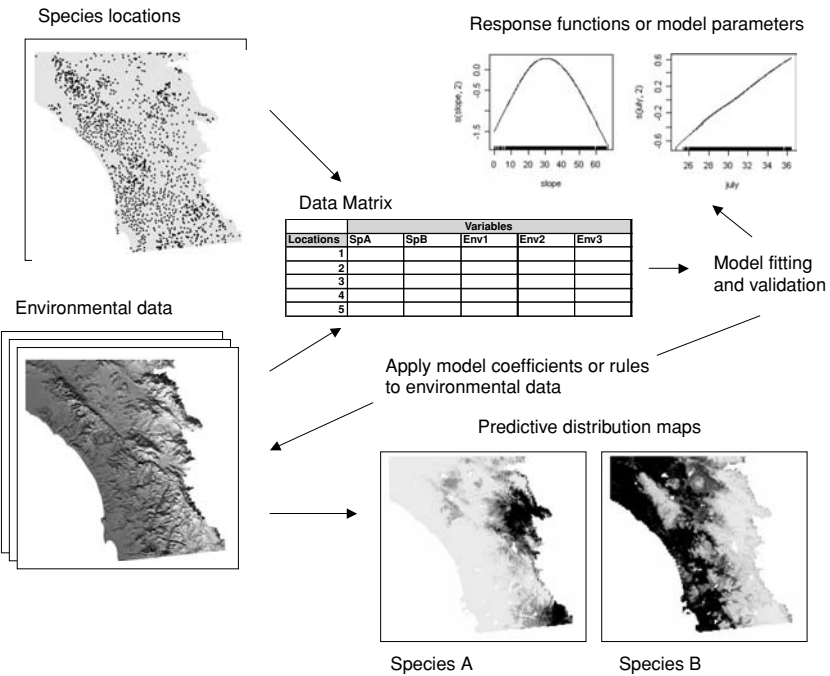 Species locations
Response functions or model parameters
s(slope, 2)
0.0
-0.5
-1.5
0 10 20 30 40 50 60
slope
s(july, 2)
0.6
0.2
-0.2
-0.6
26 28 30 32 34 36
july
Data Matrix
Variables
Locations SpA SpB Env1 Env2 Env3
1
2
3
4
5
Model fitting
and validation
Environmental data
Apply model coefficients or rules
to environmental data
Predictive distribution maps
Species A
Species B